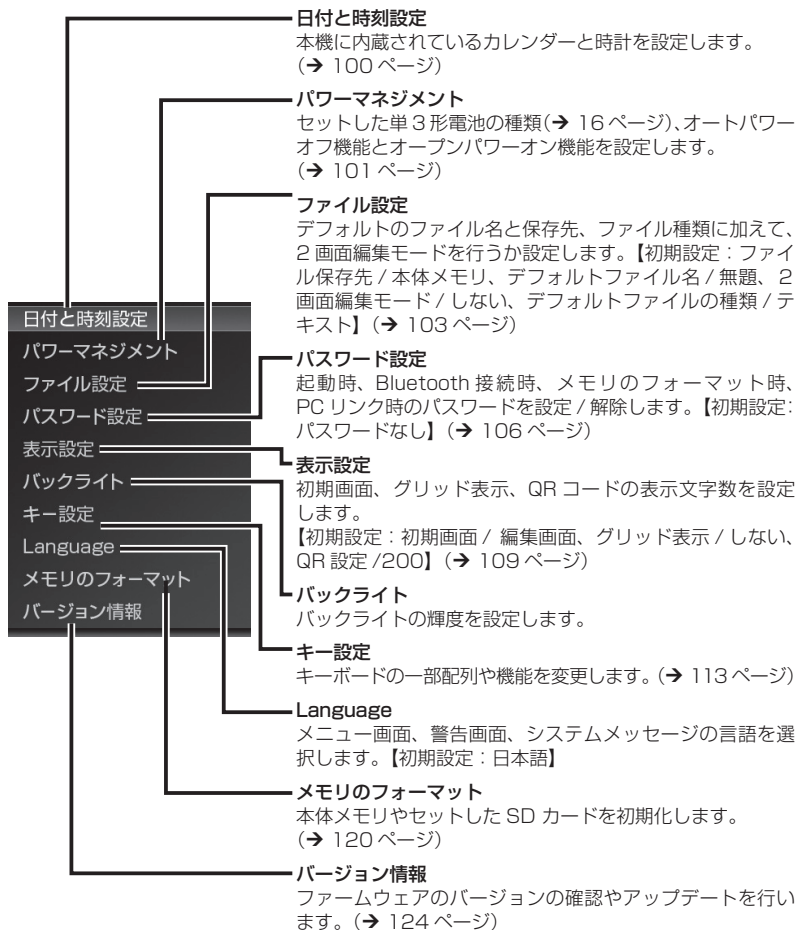 日付と時刻設定
本機に内蔵されているカレンダーと時計を設定します。
(➔ 100 ページ)
パワーマネジメント
セットした単3形電池の種類(➔ 16 ページ)、オートパワー
オフ機能とオープンパワーオン機能を設定します。
(➔ 101 ページ)
ファイル設定
デフォルトのファイル名と保存先、ファイル種類に加えて、
2 画面編集モードを行うか設定します。【初期設定：ファイ
ル保存先 / 本体メモリ、デフォルトファイル名 / 無題、2
画面編集モード / しない、デフォルトファイルの種類 / テ
キスト】(➔ 103 ページ)
パスワード設定
起動時、Bluetooth 接続時、メモリのフォーマット時、
PC リンク時のパスワードを設定 / 解除します。【初期設定：
パスワードなし】(➔ 106 ページ)
表示設定
初期画面、グリッド表示、QR コードの表示文字数を設定
します。
【初期設定：初期画面 / 編集画面、グリッド表示 / しない、
QR 設定 /200】(➔ 109 ページ)
バックライト
バックライトの輝度を設定します。
キー設定
キーボードの一部配列や機能を変更します。(➔ 113 ページ)
Language
メニュー画面、警告画面、システムメッセージの言語を選
択します。【初期設定：日本語】
メモリのフォーマット
本体メモリやセットした SD カードを初期化します。
(➔ 120 ページ)
バージョン情報
ファームウェアのバージョンの確認やアップデートを行い
ます。(➔ 124 ページ)
日付と時刻設定
パワーマネジメント
ファイル設定
パスワード設定
表示設定
バックライト
キー設定
Language
メモリのフォーマット
バージョン情報